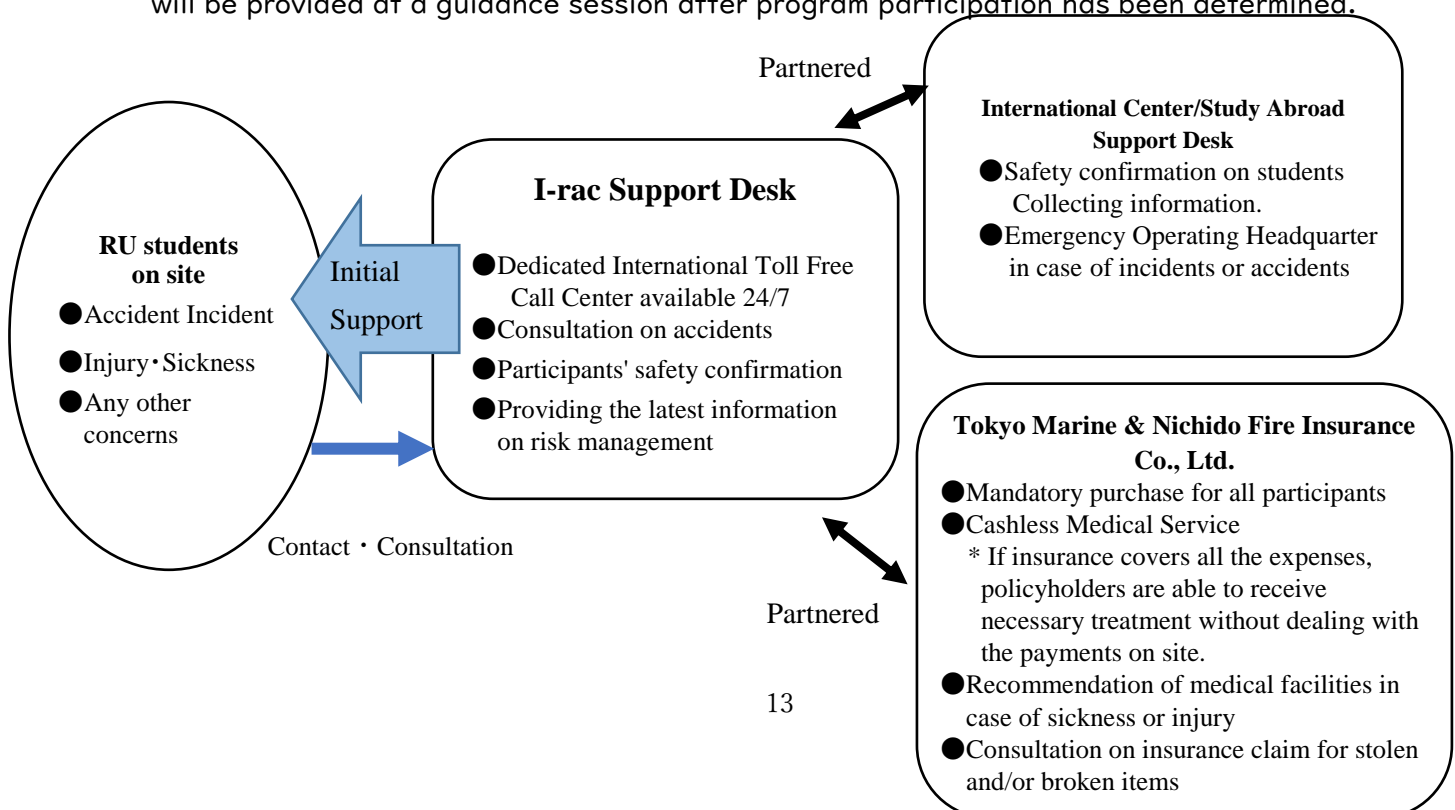 will be provided at a guidance session after program participation has been determined.
Partnered
International Center/Study Abroad
Support Desk
●Safety confirmation on students
Collecting information.
●Emergency Operating Headquarter
in case of incidents or accidents
I-rac Support Desk
●Dedicated International Toll Free
Call Center available 24/7
●Consultation on accidents
●Participants' safety confirmation
●Providing the latest information
on risk management
RU students
on site
●Accident Incident
●Injury・Sickness
●Any other
concerns
Initial
Support
Contact・Consultation
Partnered
Tokyo Marine & Nichido Fire Insurance
Co., Ltd.
●Mandatory purchase for all participants
●Cashless Medical Service
* If insurance covers all the expenses,
policyholders are able to receive
necessary treatment without dealing with
the payments on site.
●Recommendation of medical facilities in
case of sickness or injury
●Consultation on insurance claim for stolen
and/or broken items
13